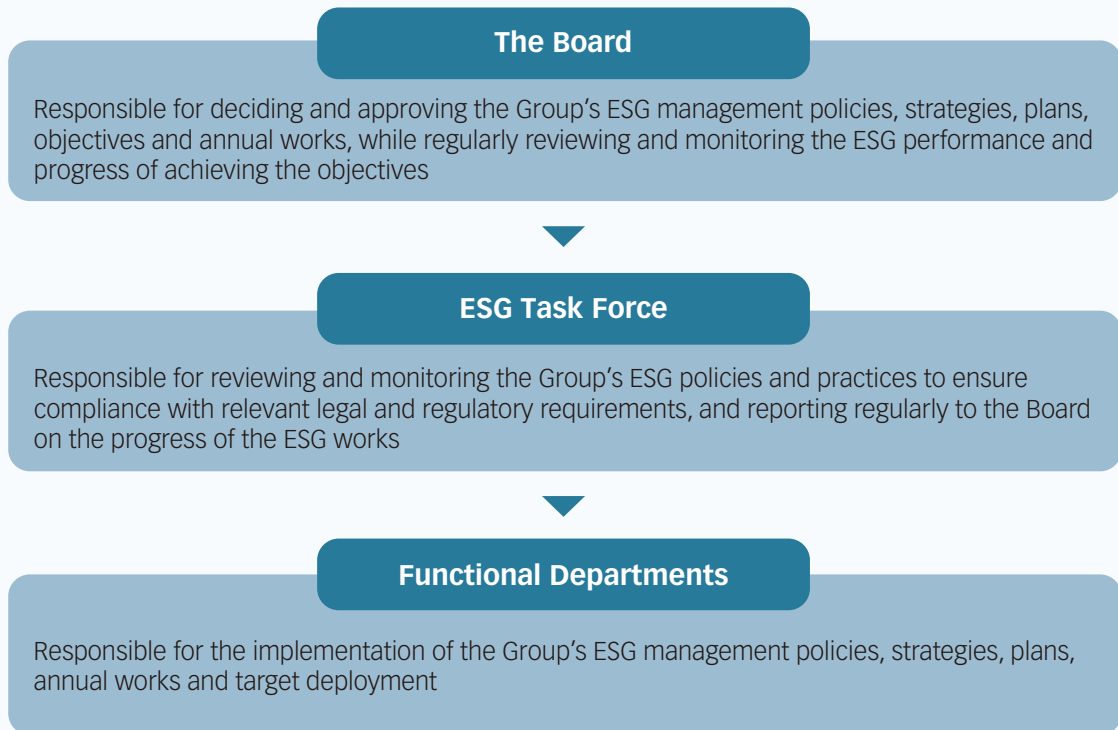 The Board
Responsible for deciding and approving the Group's ESG management policies, strategies, plans,
objectives and annual works, while regularly reviewing and monitoring the ESG performance and
progress of achieving the objectives
ESG Task Force
Responsible for reviewing and monitoring the Group's ESG policies and practices to ensure
compliance with relevant legal and regulatory requirements, and reporting regularly to the Board
on the progress of the ESG works
Functional Departments
Responsible for the implementation of the Group's ESG management policies, strategies, plans,
annual works and target deployment